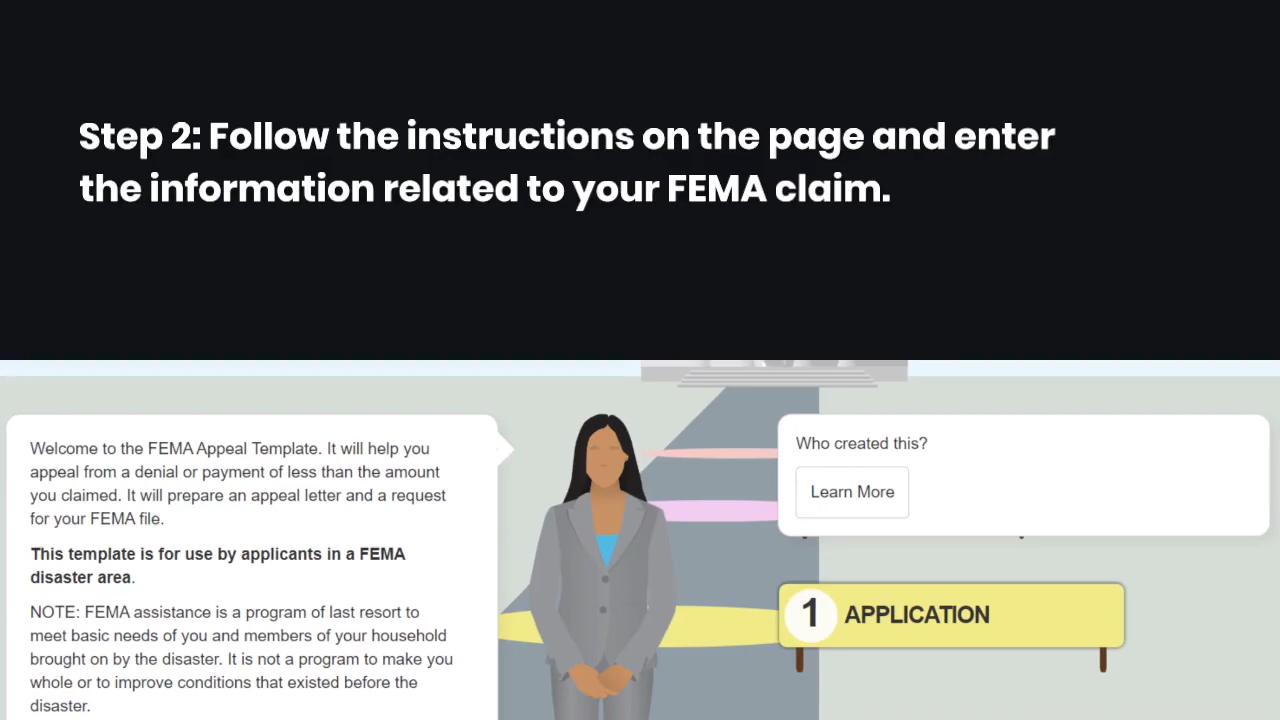 Step 2: Follow the instructions on the page and enter
the information related to your FEMA claim.
Welcome to the FEMA Appeal Template. It will help you
appeal from a denial or payment of less than the amount
you claimed. It will prepare an appeal letter and a request
for your FEMA file.
This template is for use by applicants in a FEMA
disaster area.
NOTE: FEMA assistance is a program of last resort to
meet basic needs of you and members of your household
brought on by the disaster. It is not a program to make you
whole or to improve conditions that existed before the
disaster.
Who created this?
Learn More
1 APPLICATION